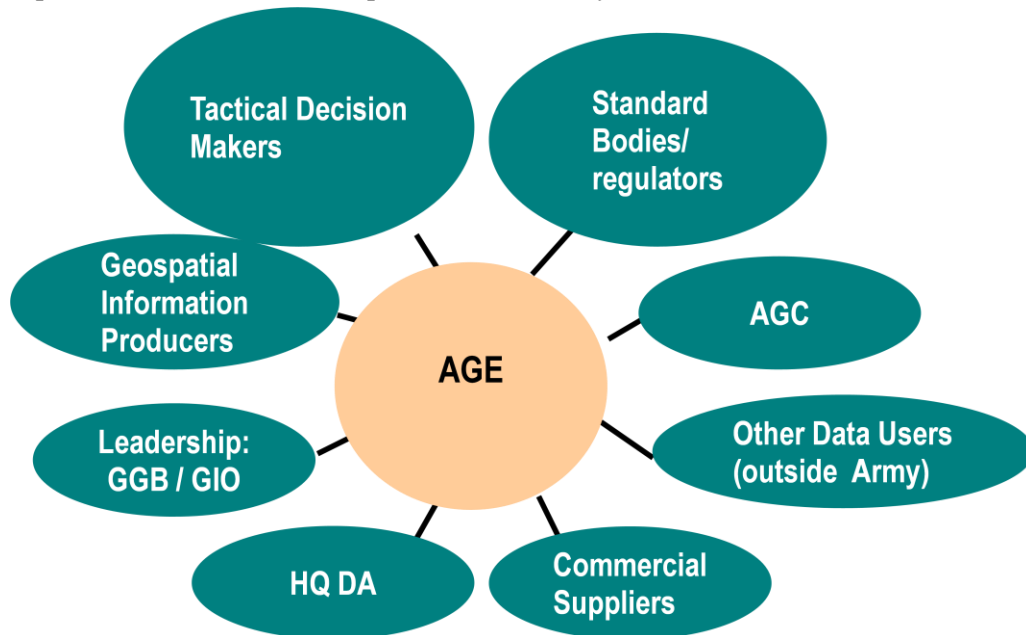 Tactical Decision
Makers
Standard
Bodies/
regulators
Geospatial
Information
Producers
AGC
AGE
Leadership:
GGB / GIO
Other Data Users
(outside Army)
HQ DA
Commercial
Suppliers